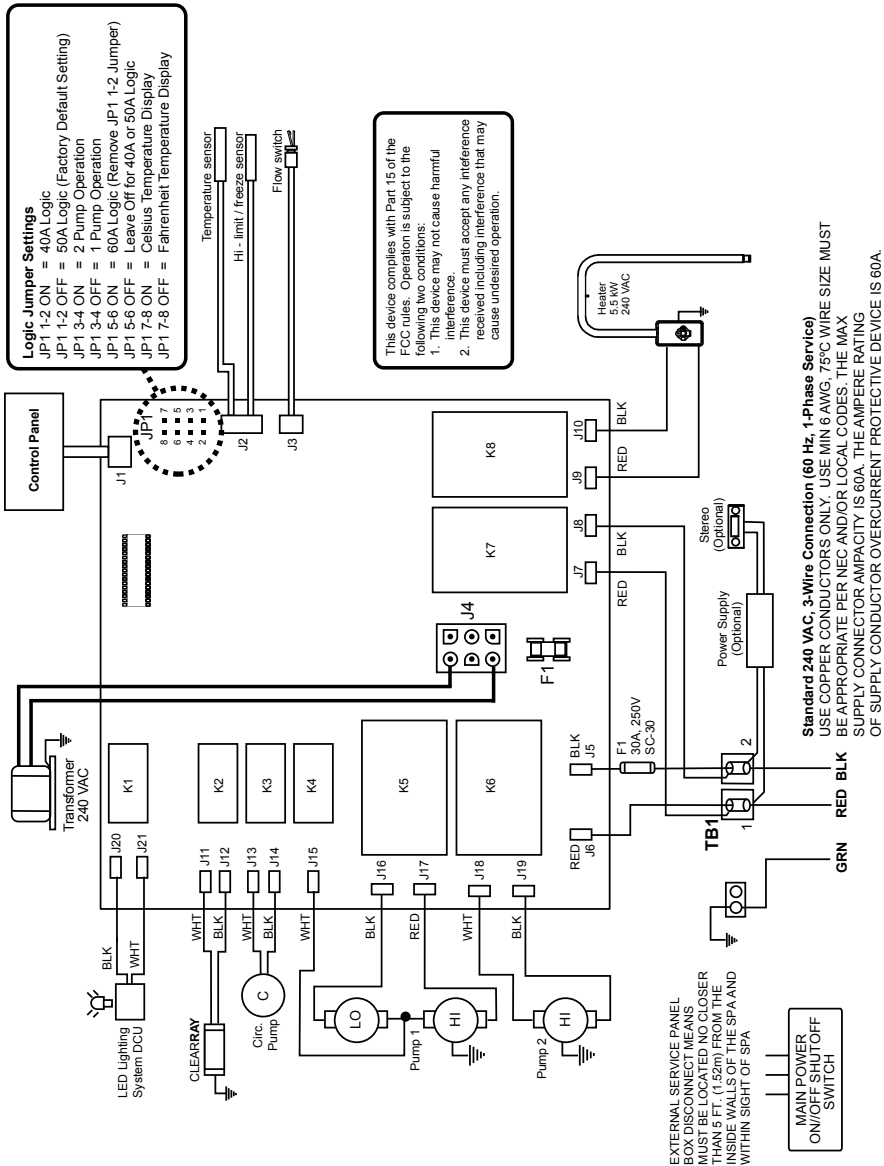 Control Panel
Logic Jumper Settings
JP1 1-2 ON = 40A Logic
JP1 1-2 OFF = 50A Logic (Factory Default Setting)
JP1 3-4 ON = 2 Pump Operation
JP1 3-4 OFF = 1 Pump Operation
JP1 5-6 ON = 60A Logic (Remove JP1 1-2 Jumper)
JP1 5-6 OFF = Leave Off for 40A or 50A Logic
JP1 7-8 ON = Celsius Temperature Display
JP1 7-8 OFF = Fahrenheit Temperature Display
Transformer
240 VAC
J1
JP1
8 7
6 5
4 3
2 1
J2
J3
Temperature sensor
Hi - limit / freeze sensor
Flow switch
LED Lighting
System DCU
BLK
WHT
J20
J21
K1
CLEARRAY
WHT
BLK
J11
J12
K2
Circ.
Pump
C
WHT
BLK
J13
J14
K3
WHT
J15
K4
J4
F1
This device complies with Part 15 of the
FCC rules. Operation is subject to the
following two conditions:
1. This device may not cause harmful
interference.
2. This device must accept any inteference
received including interference that may
cause undesired operation.
LO
HI
Pump 1
BLK
RED
J16
J17
K5
HI
Pump 2
WHT
BLK
J18
J19
K6
K7
K8
RED
J6
BLK
J5
J7
J8
J9
J10
RED
BLK
RED
BLK
F1
30A, 250V
SC-30
Heater
5.5 kW
240 VAC
TB1
1
2
Power Supply
(Optional)
Stereo
(Optional)
EXTERNAL SERVICE PANEL
BOX DISCONNECT MEANS
MUST BE LOCATED NO CLOSER
THAN 5 FT. (1.52m) FROM THE
INSIDE WALLS OF THE SPA AND
WITHIN SIGHT OF SPA
MAIN POWER
ON//OFF SHUTOFF
SWITCH
GRN
RED
BLK
Standard 240 VAC, 3-Wire Connection (60 Hz, 1-Phase Service)
USE COPPER CONDUCTORS ONLY. USE MIN 6 AWG, 75ºC WIRE SIZE MUST
BE APPROPRIATE PER NEC AND/OR LOCAL CODES. THE MAX
SUPPLY CONNECTOR AMPACITY IS 60A. THE AMPERE RATING
OF SUPPLY CONDUCTOR OVERCURRENT PROTECTIVE DEVICE IS 60A.